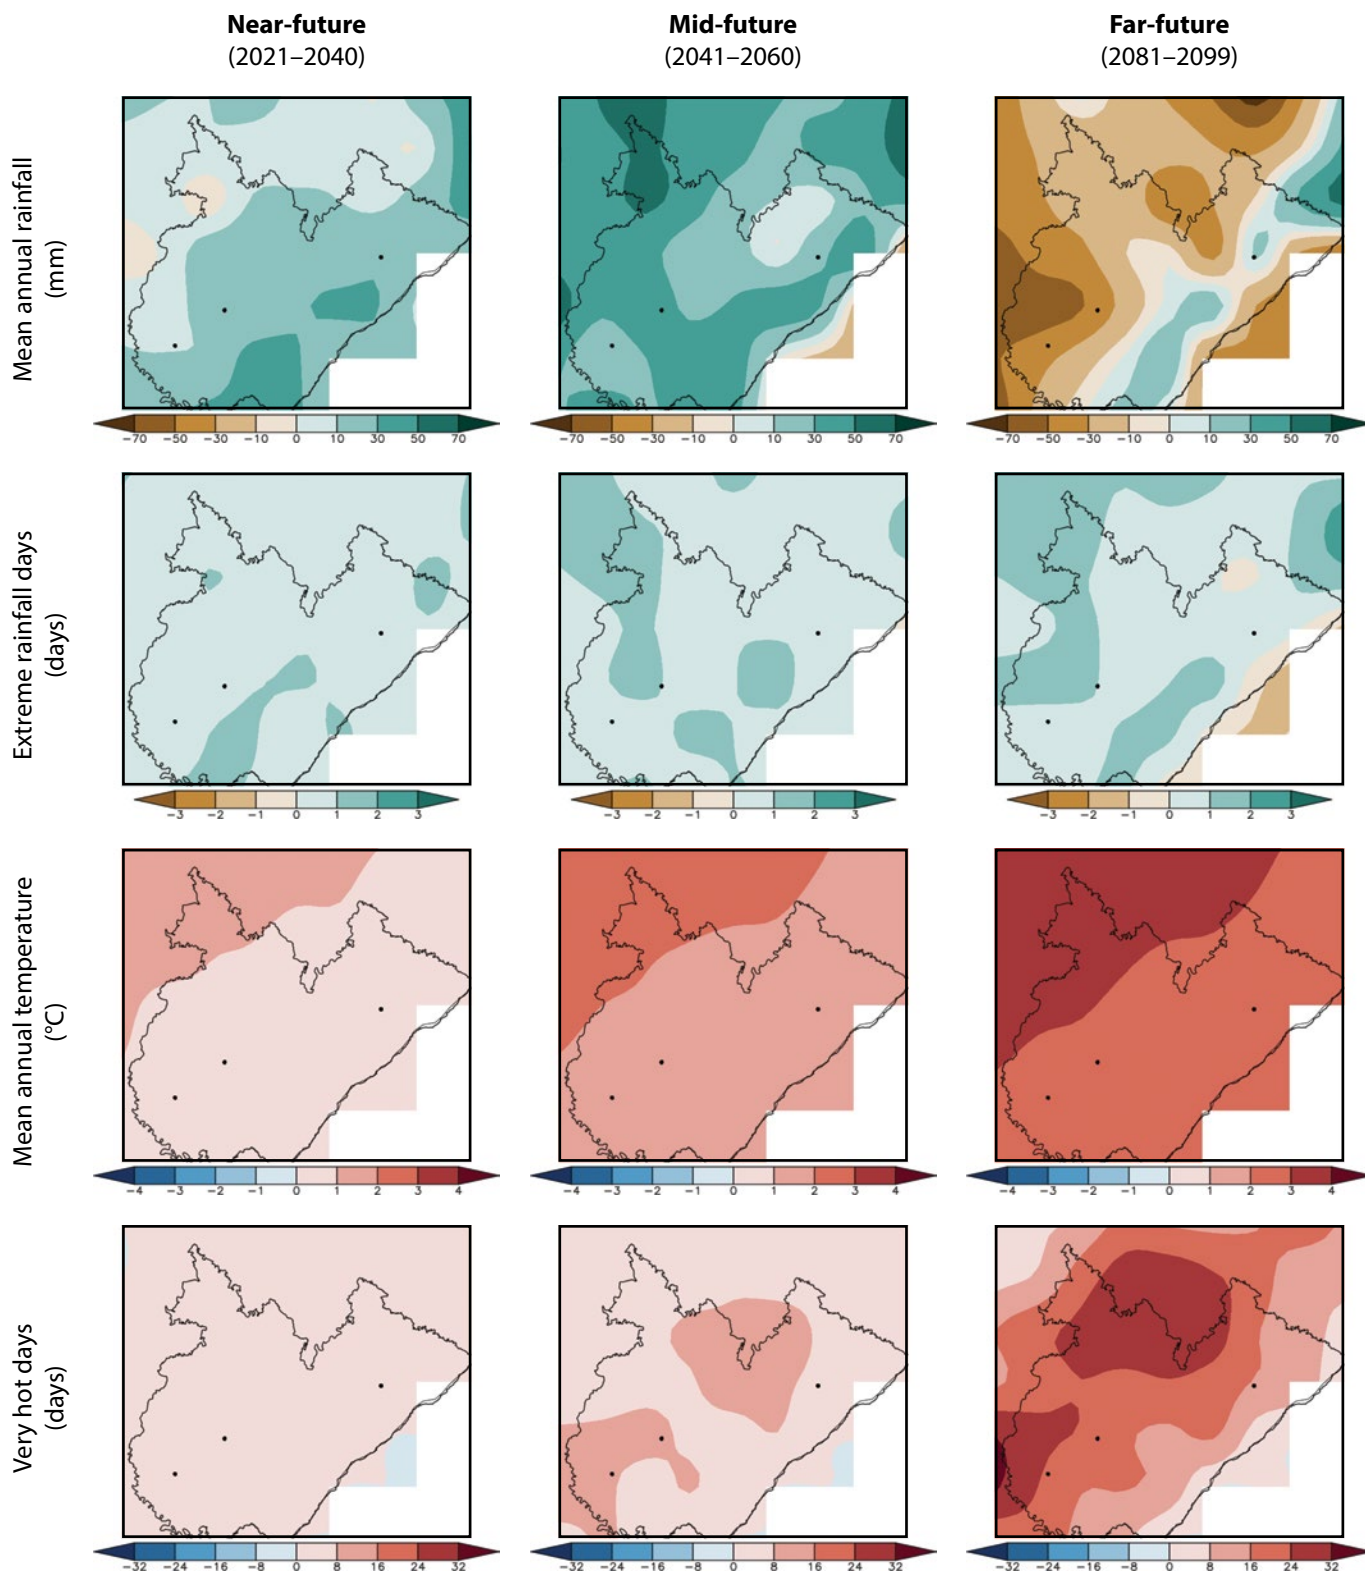 Near-future
(2021–2040)
Mid-future
(2041–2060)
Far-future
(2081–2099)
Mean annual rainfall
(mm)
−70 −50 −30 −10 0 10 30 50 70
−70 −50 −30 −10 0 10 30 50 70
−70 −50 −30 −10 0 10 30 50 70
Extreme rainfall days
(days)
−3 −2 −1 0 1 2 3
−3 −2 −1 0 1 2 3
−3 −2 −1 0 1 2 3
Mean annual temperature
(°C)
−4 −3 −2 −1 0 1 2 3 4
−4 −3 −2 −1 0 1 2 3 4
−4 −3 −2 −1 0 1 2 3 4
Very hot days
(days)
−32 −24 −16 −8 0 8 16 24 32
−32 −24 −16 −8 0 8 16 24 32
−32 −24 −16 −8 0 8 16 24 32